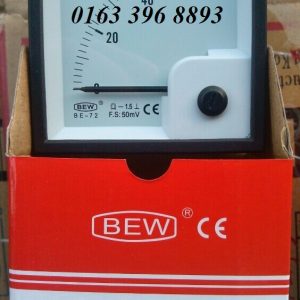 40
0163 396 8893
20
0
BEW ® Ω - 1.5 ⊥ CE
BE-72 F.S: 50mV
BEW ® CE